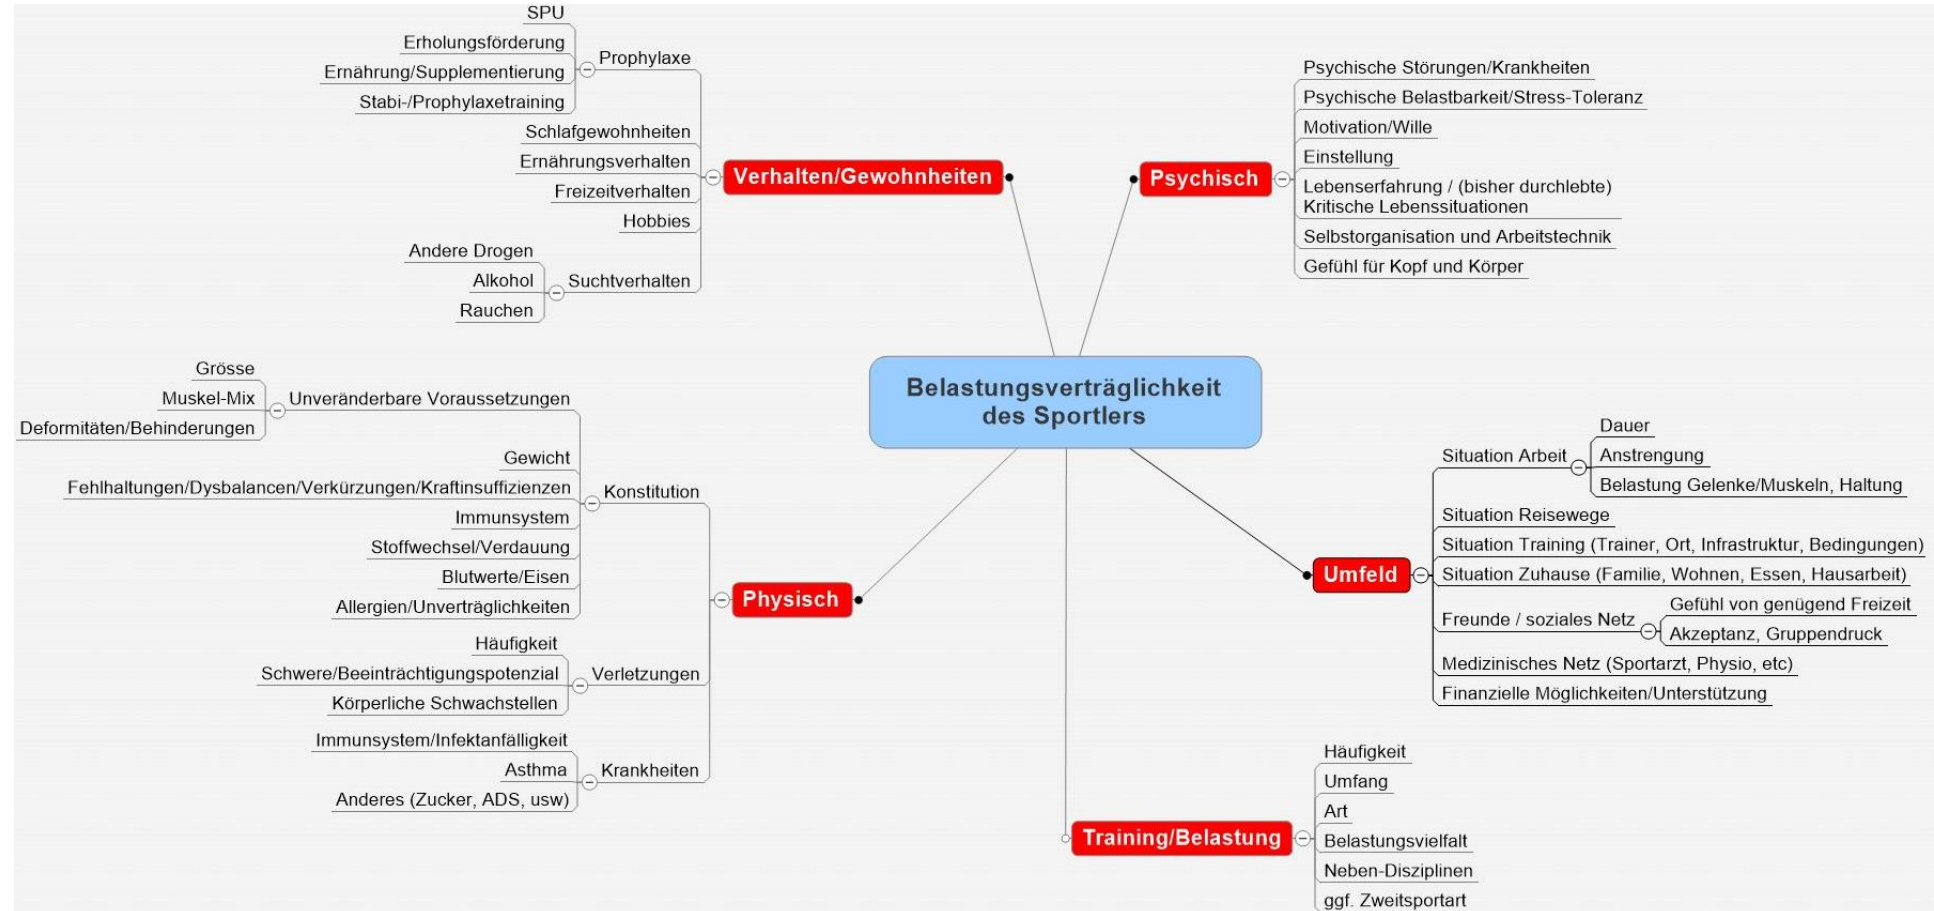 SPU
Erholungsförderung
Ernährung/Supplementierung
Stabi-/Prophylaxetraining
Prophylaxe
Schlafgewohnheiten
Ernährungsverhalten
Freizeitverhalten
Hobbies
Andere Drogen
Alkohol
Rauchen
Suchtverhalten
Verhalten/Gewohnheiten
Psychisch
Psychische Störungen/Krankheiten
Psychische Belastbarkeit/Stress-Toleranz
Motivation/Wille
Einstellung
Lebenserfahrung / (bisher durchlebte)
Kritische Lebenssituationen
Selbstorganisation und Arbeitstechnik
Gefühl für Kopf und Körper
Belastungsverträglichkeit
des Sportlers
Grösse
Muskel-Mix
Deformitäten/Behinderungen
Unveränderbare Voraussetzungen
Gewicht
Fehlhaltungen/Dysbalancen/Verkürzungen/Kraftinsuffizienzen
Immunsystem
Stoffwechsel/Verdauung
Blutwerte/Eisen
Allergien/Unverträglichkeiten
Konstitution
Häufigkeit
Schwere/Beeinträchtigungspotenzial
Körperliche Schwachstellen
Verletzungen
Immunsystem/Infektanfälligkeit
Asthma
Anderes (Zucker, ADS, usw)
Krankheiten
Physisch
Umfeld
Situation Arbeit
Dauer
Anstrengung
Belastung Gelenke/Muskeln, Haltung
Situation Reisewege
Situation Training (Trainer, Ort, Infrastruktur, Bedingungen)
Situation Zuhause (Familie, Wohnen, Essen, Hausarbeit)
Freunde / soziales Netz
Gefühl von genügend Freizeit
Akzeptanz, Gruppendruck
Medizinisches Netz (Sportarzt, Physio, etc)
Finanzielle Möglichkeiten/Unterstützung
Training/Belastung
Häufigkeit
Umfang
Art
Belastungsvielfalt
Neben-Disziplinen
ggf. Zweitsportart